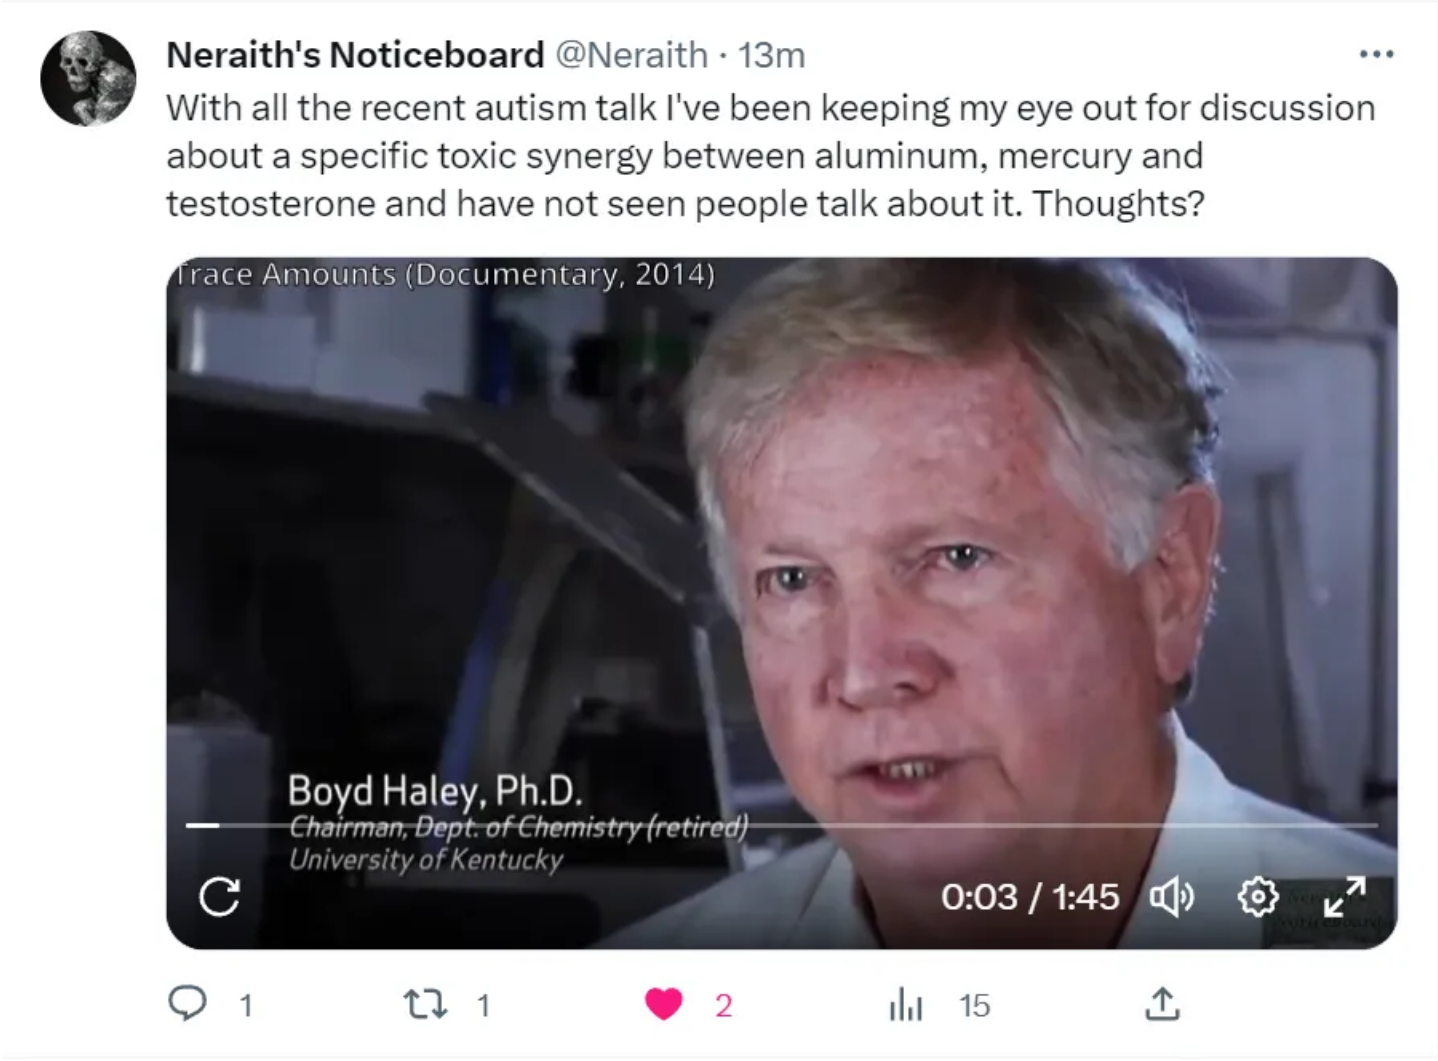 Neraith's Noticeboard @Neraith · 13m
With all the recent autism talk I've been keeping my eye out for discussion
about a specific toxic synergy between aluminum, mercury and
testosterone and have not seen people talk about it. Thoughts?
Trace Amounts (Documentary, 2014)
Boyd Haley, Ph.D.
Chairman, Dept. of Chemistry (retired)
University of Kentucky
0:03 / 1:45
1 1 2 15